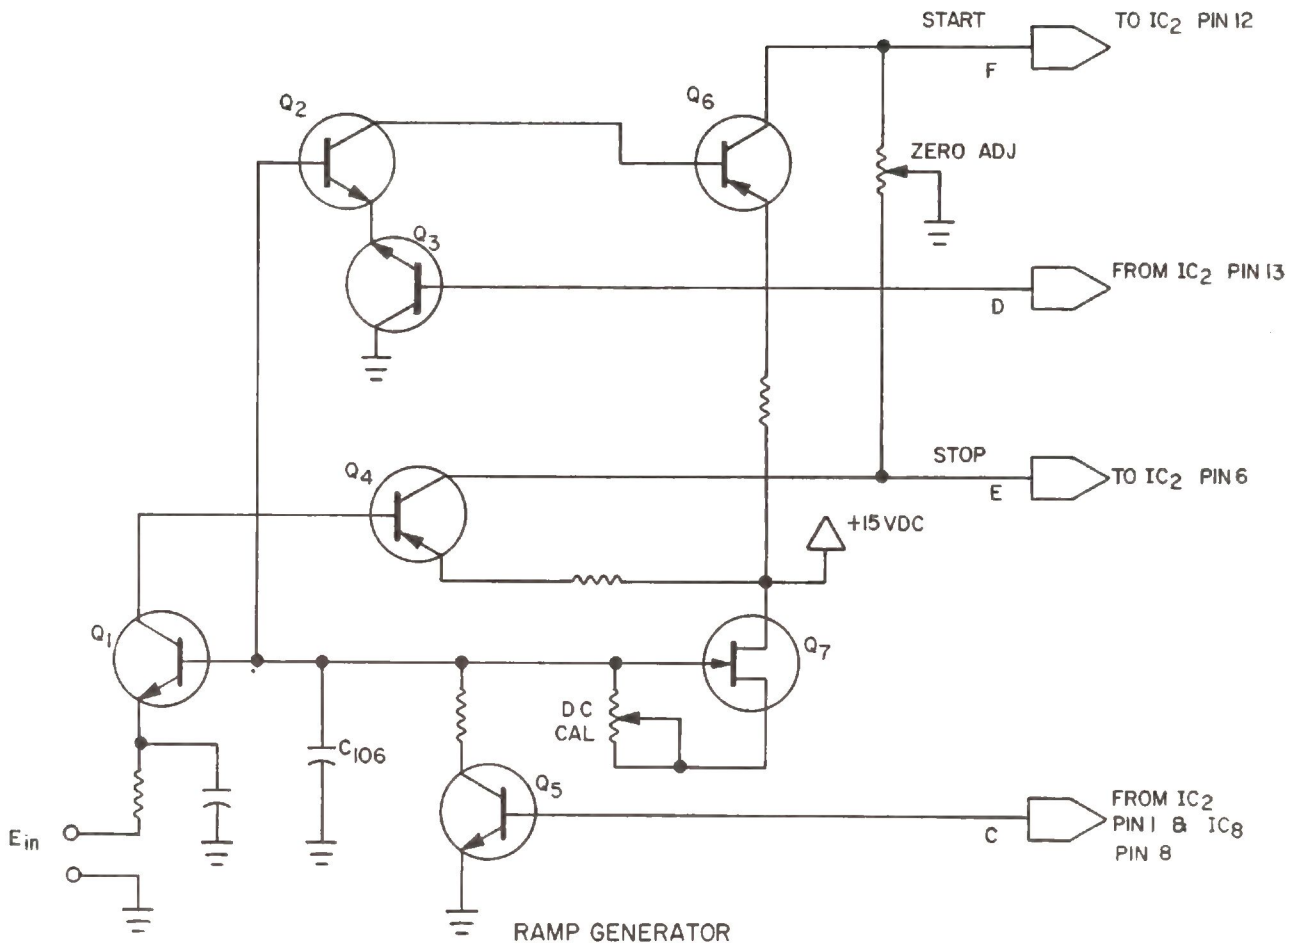 START
TO IC2 PIN 12
F
Q2
Q6
ZERO ADJ
Q3
FROM IC2 PIN 13
D
Q4
STOP
TO IC2 PIN 6
E
+15 VDC
Q1
Q7
DC
CAL
C106
Q5
FROM IC2
PIN 1 & IC8
PIN 8
C
Ein
RAMP GENERATOR